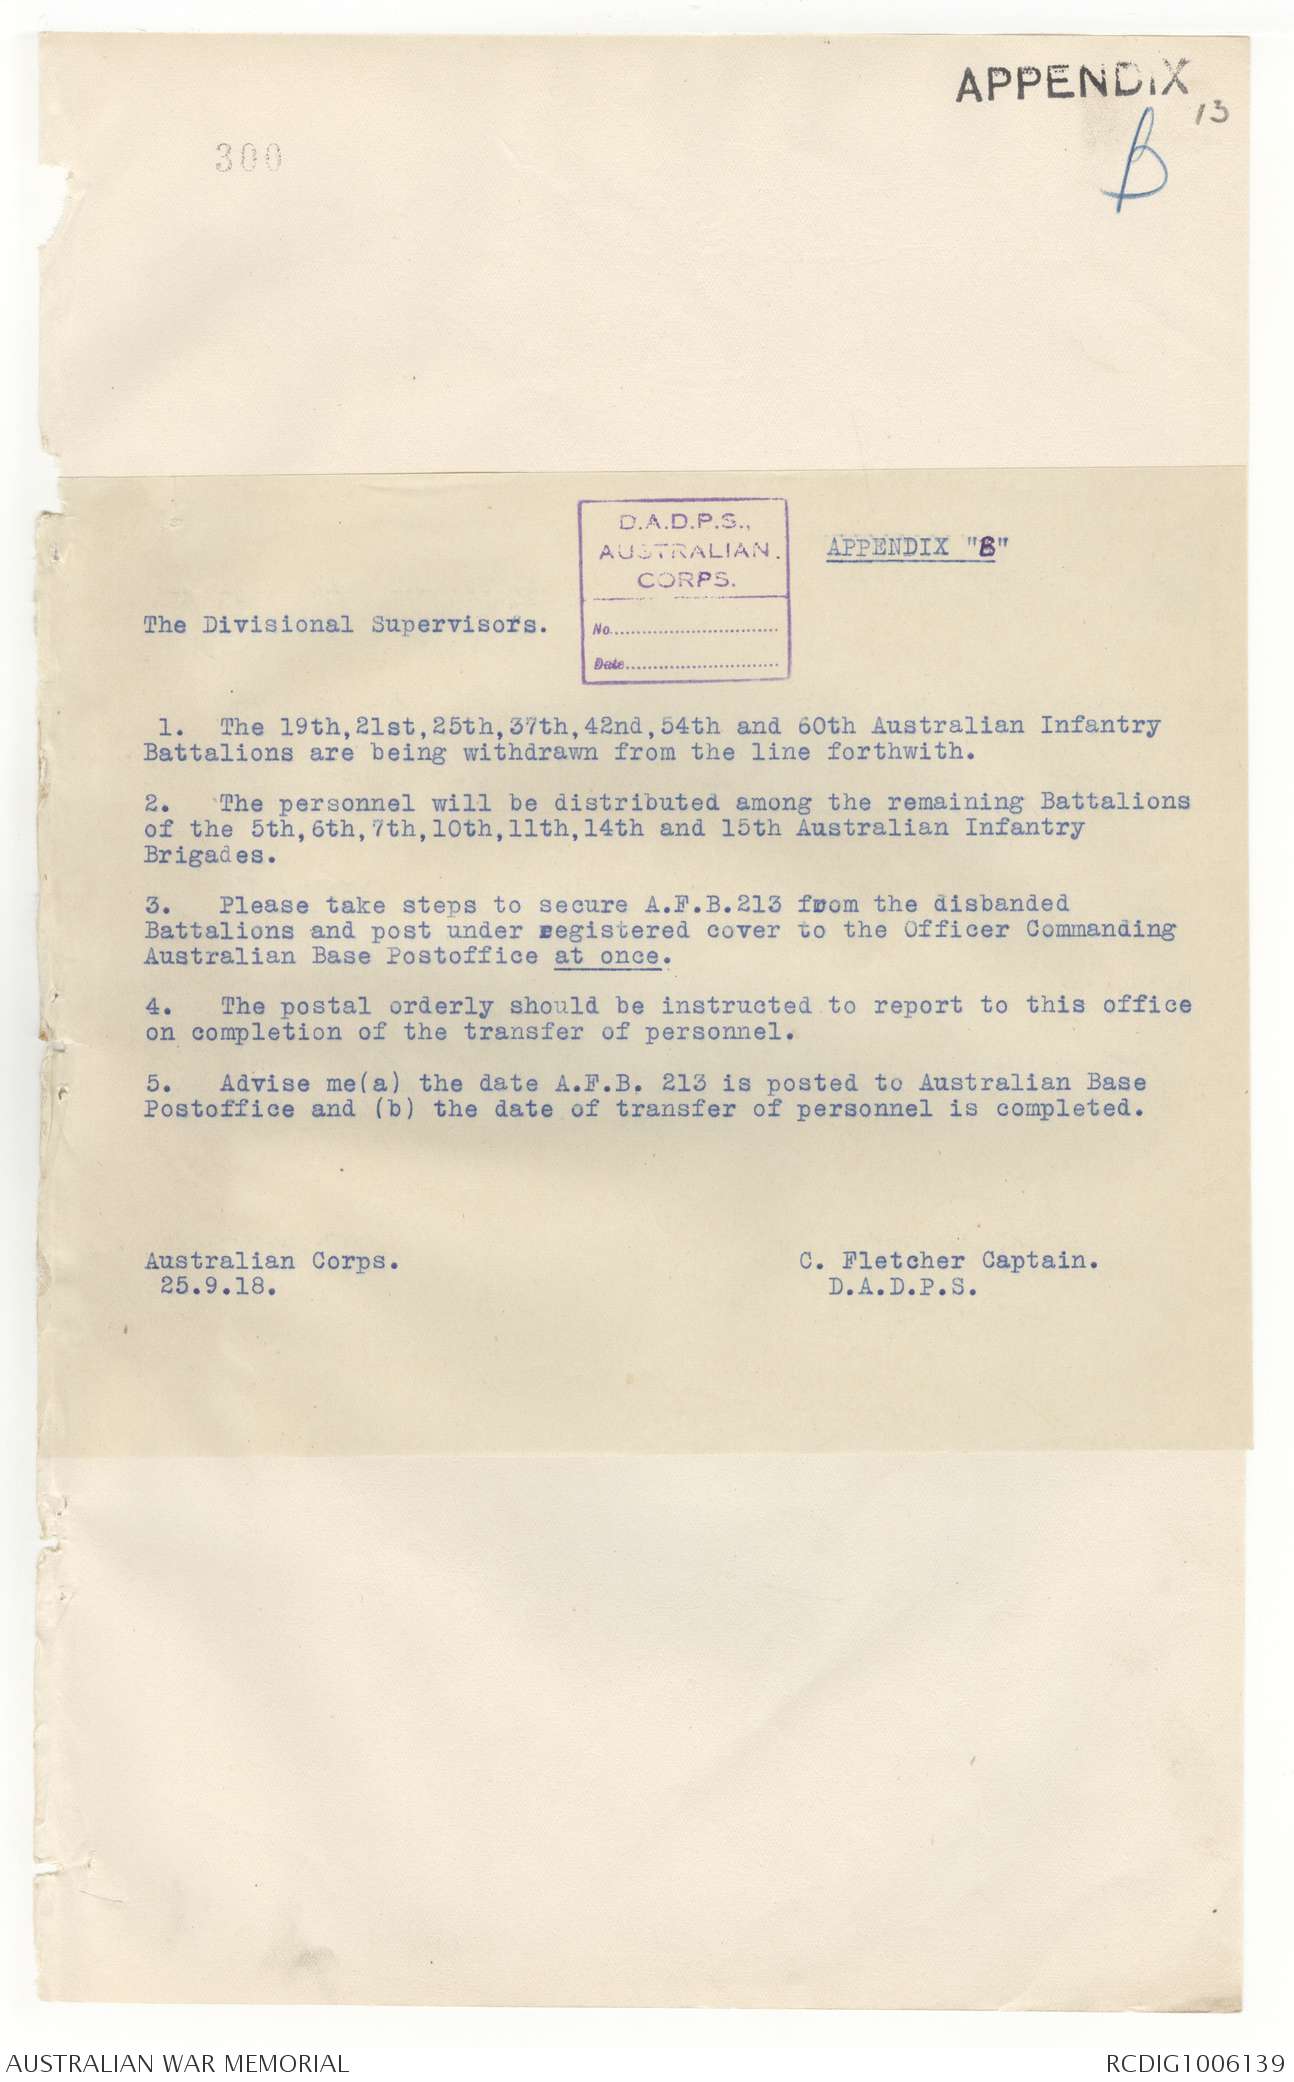 APPENDIX
13
B
300
D.A.D.P.S.,
AUSTRALIAN.
CORPS.
No..............................
Date............................
APPENDIX "B"
The Divisional Supervisors.
1. The 19th,21st,25th,37th,42nd,54th and 60th Australian Infantry
Battalions are being withdrawn from the line forthwith.
2. The personnel will be distributed among the remaining Battalions
of the 5th,6th,7th,10th,11th,14th and 15th Australian Infantry
Brigades.
3. Please take steps to secure A.F.B.213 from the disbanded
Battalions and post under registered cover to the Officer Commanding
Australian Base Postoffice at once.
4. The postal orderly should be instructed to report to this office
on completion of the transfer of personnel.
5. Advise me(a) the date A.F.B. 213 is posted to Australian Base
Postoffice and (b) the date of transfer of personnel is completed.
Australian Corps.
25.9.18.
C. Fletcher Captain.
D.A.D.P.S.
AUSTRALIAN WAR MEMORIAL
RCDIG1006139